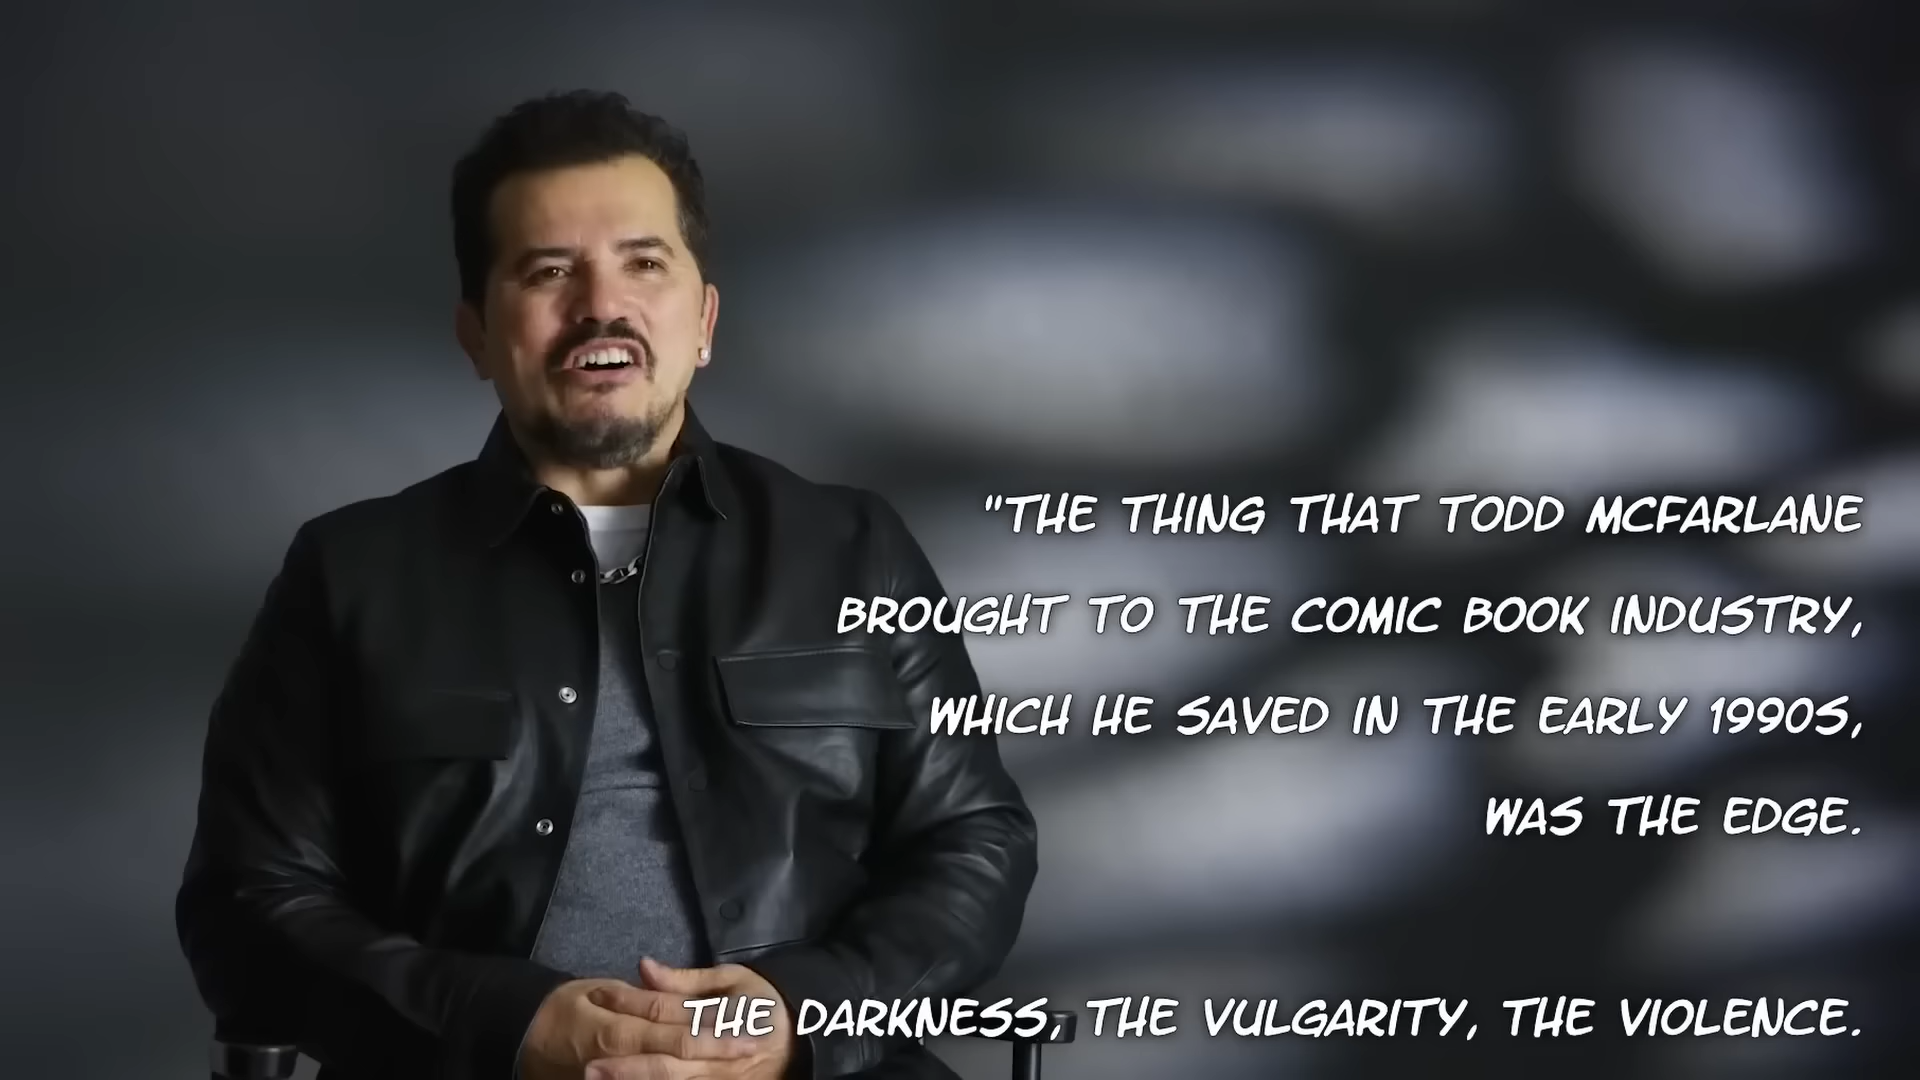 "THE THING THAT TODD MCFARLANE
BROUGHT TO THE COMIC BOOK INDUSTRY,
WHICH HE SAVED IN THE EARLY 1990S,
WAS THE EDGE.
THE DARKNESS, THE VULGARITY, THE VIOLENCE.